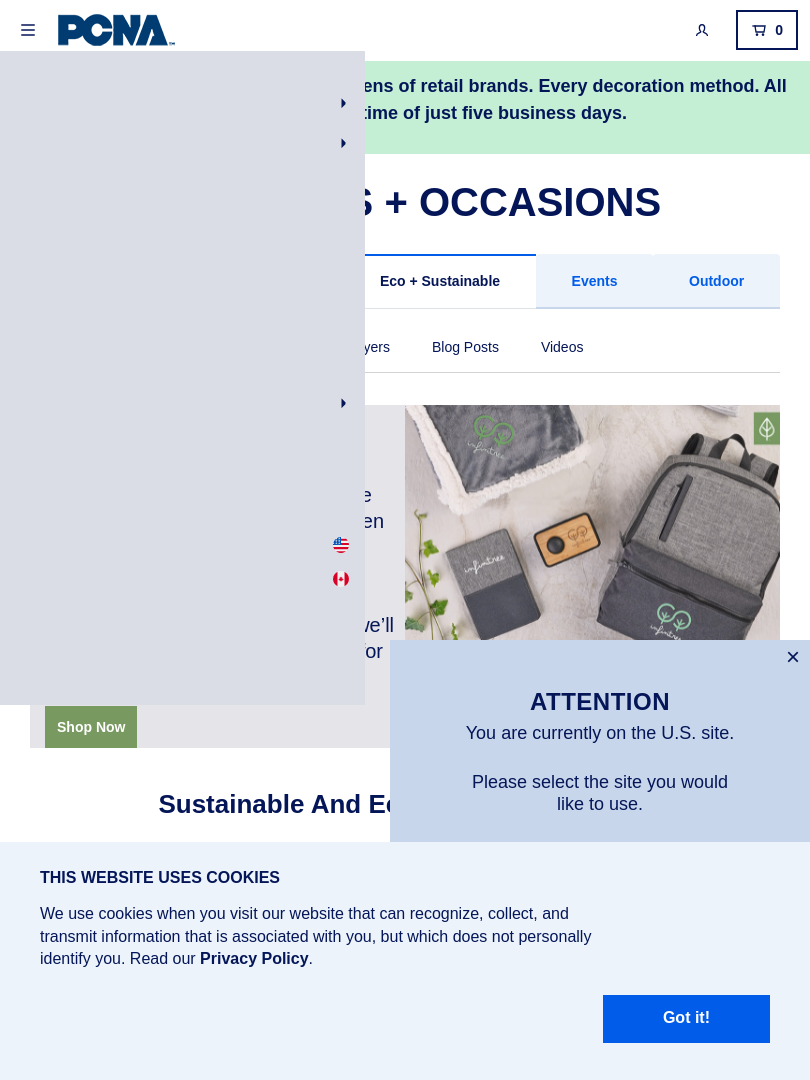 PCNA
0
ens of retail brands. Every decoration method. All
time of just five business days.
S + OCCASIONS
Eco + Sustainable
Events
Outdoor
yers
Blog Posts
Videos
e
en
we’ll
for
infinitree
infinitree
infinitree
Shop Now
Sustainable And Ec
×
ATTENTION
You are currently on the U.S. site.
Please select the site you would
like to use.
THIS WEBSITE USES COOKIES
We use cookies when you visit our website that can recognize, collect, and
transmit information that is associated with you, but which does not personally
identify you. Read our Privacy Policy.
Got it!